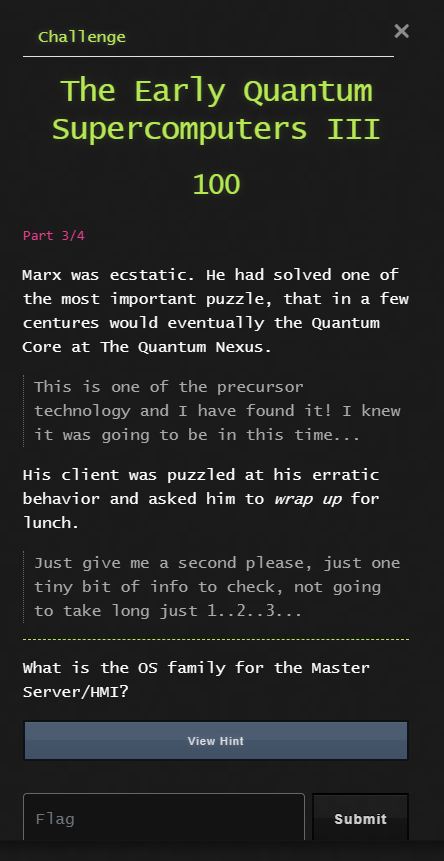 Challenge
×
The Early Quantum
Supercomputers III
100
Part 3/4
Marx was ecstatic. He had solved one of
the most important puzzle, that in a few
centures would eventually the Quantum
Core at The Quantum Nexus.
This is one of the precursor
technology and I have found it! I knew
it was going to be in this time...
His client was puzzled at his erratic
behavior and asked him to wrap up for
lunch.
Just give me a second please, just one
tiny bit of info to check, not going
to take long just 1..2..3...
What is the OS family for the Master
Server/HMI?
View Hint
Flag
Submit